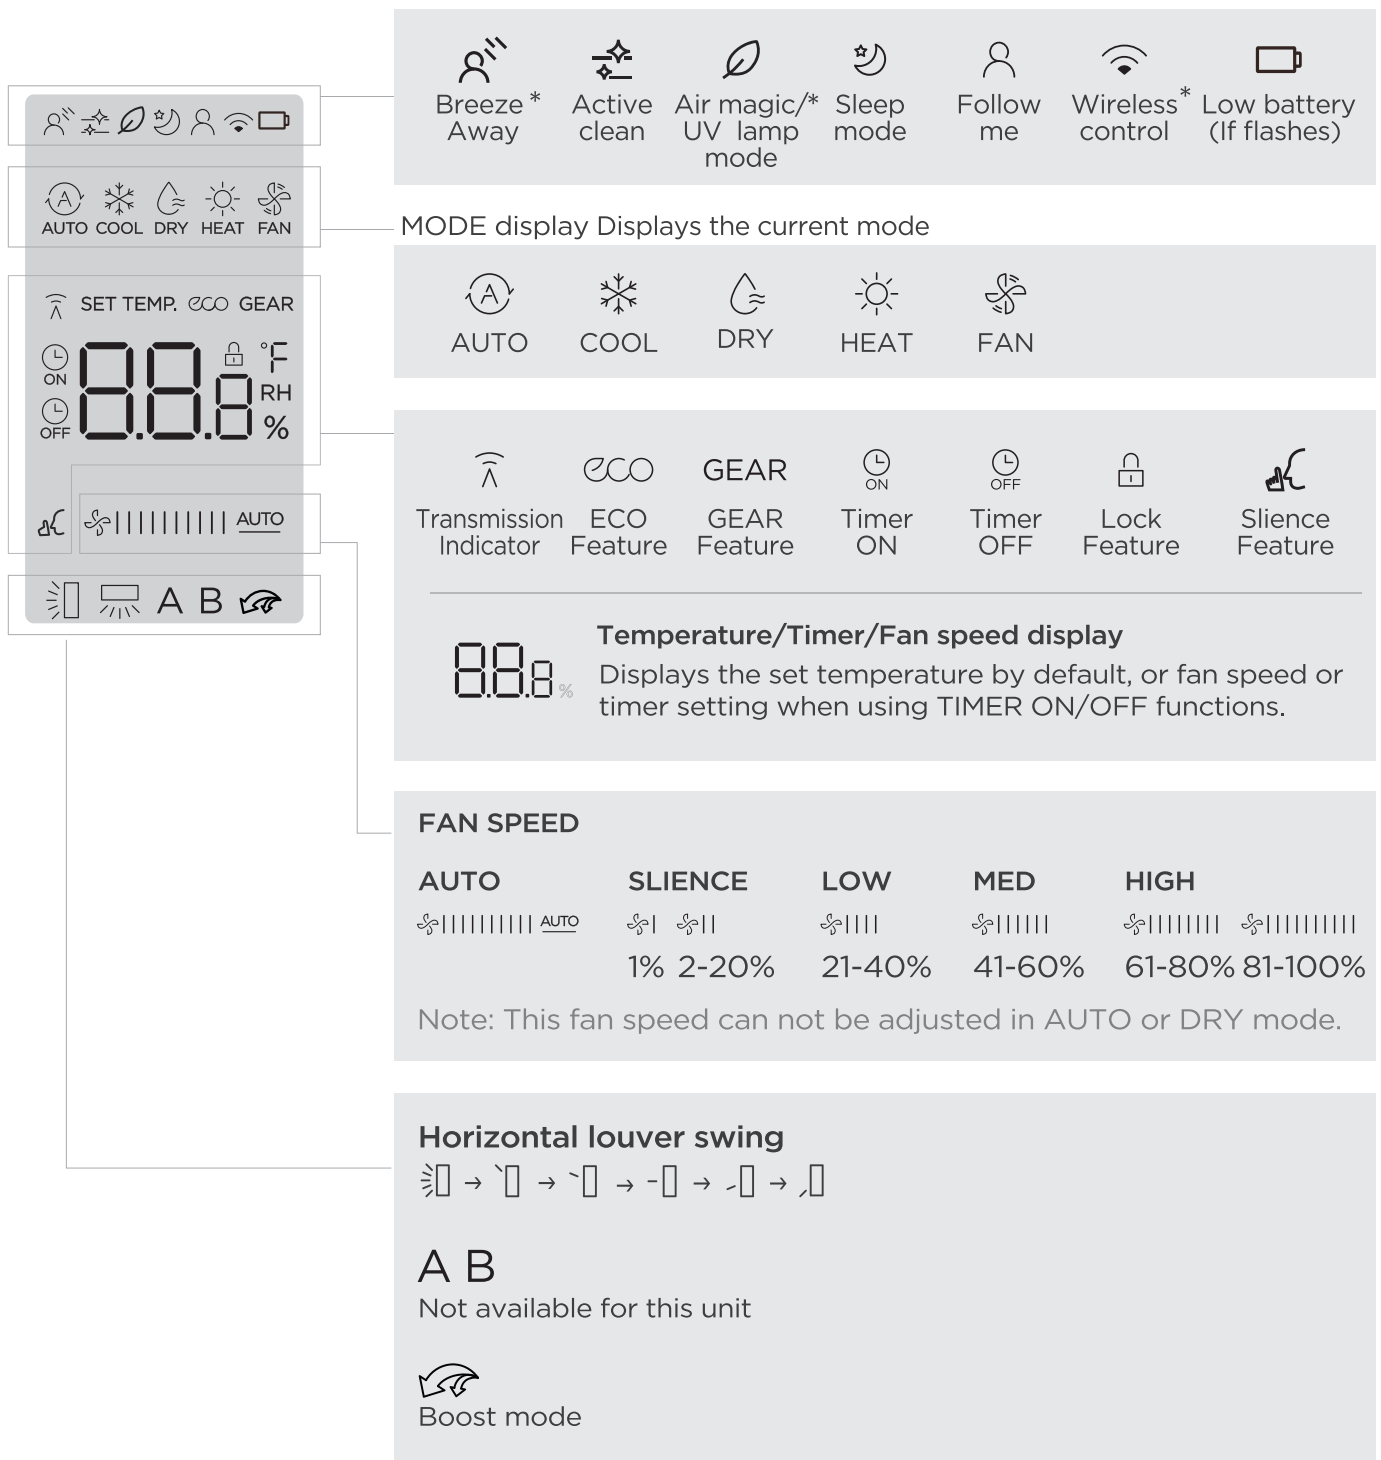 Breeze * Active Air magic/* Sleep Follow Wireless* Low battery
Away clean UV lamp mode me control (If flashes)
mode
AUTO COOL DRY HEAT FAN
MODE display Displays the current mode
AUTO COOL DRY HEAT FAN
SET TEMP. eco GEAR
ON
OFF
88.8
°F
RH
%
AUTO
A B
eco GEAR ON OFF
Transmission ECO GEAR Timer Timer Lock Slience
Indicator Feature Feature ON OFF Feature Feature
88.8 %
Temperature/Timer/Fan speed display
Displays the set temperature by default, or fan speed or
timer setting when using TIMER ON/OFF functions.
FAN SPEED
AUTO SLIENCE LOW MED HIGH
AUTO
1% 2-20% 21-40% 41-60% 61-80% 81-100%
Note: This fan speed can not be adjusted in AUTO or DRY mode.
Horizontal louver swing
A B
Not available for this unit
Boost mode